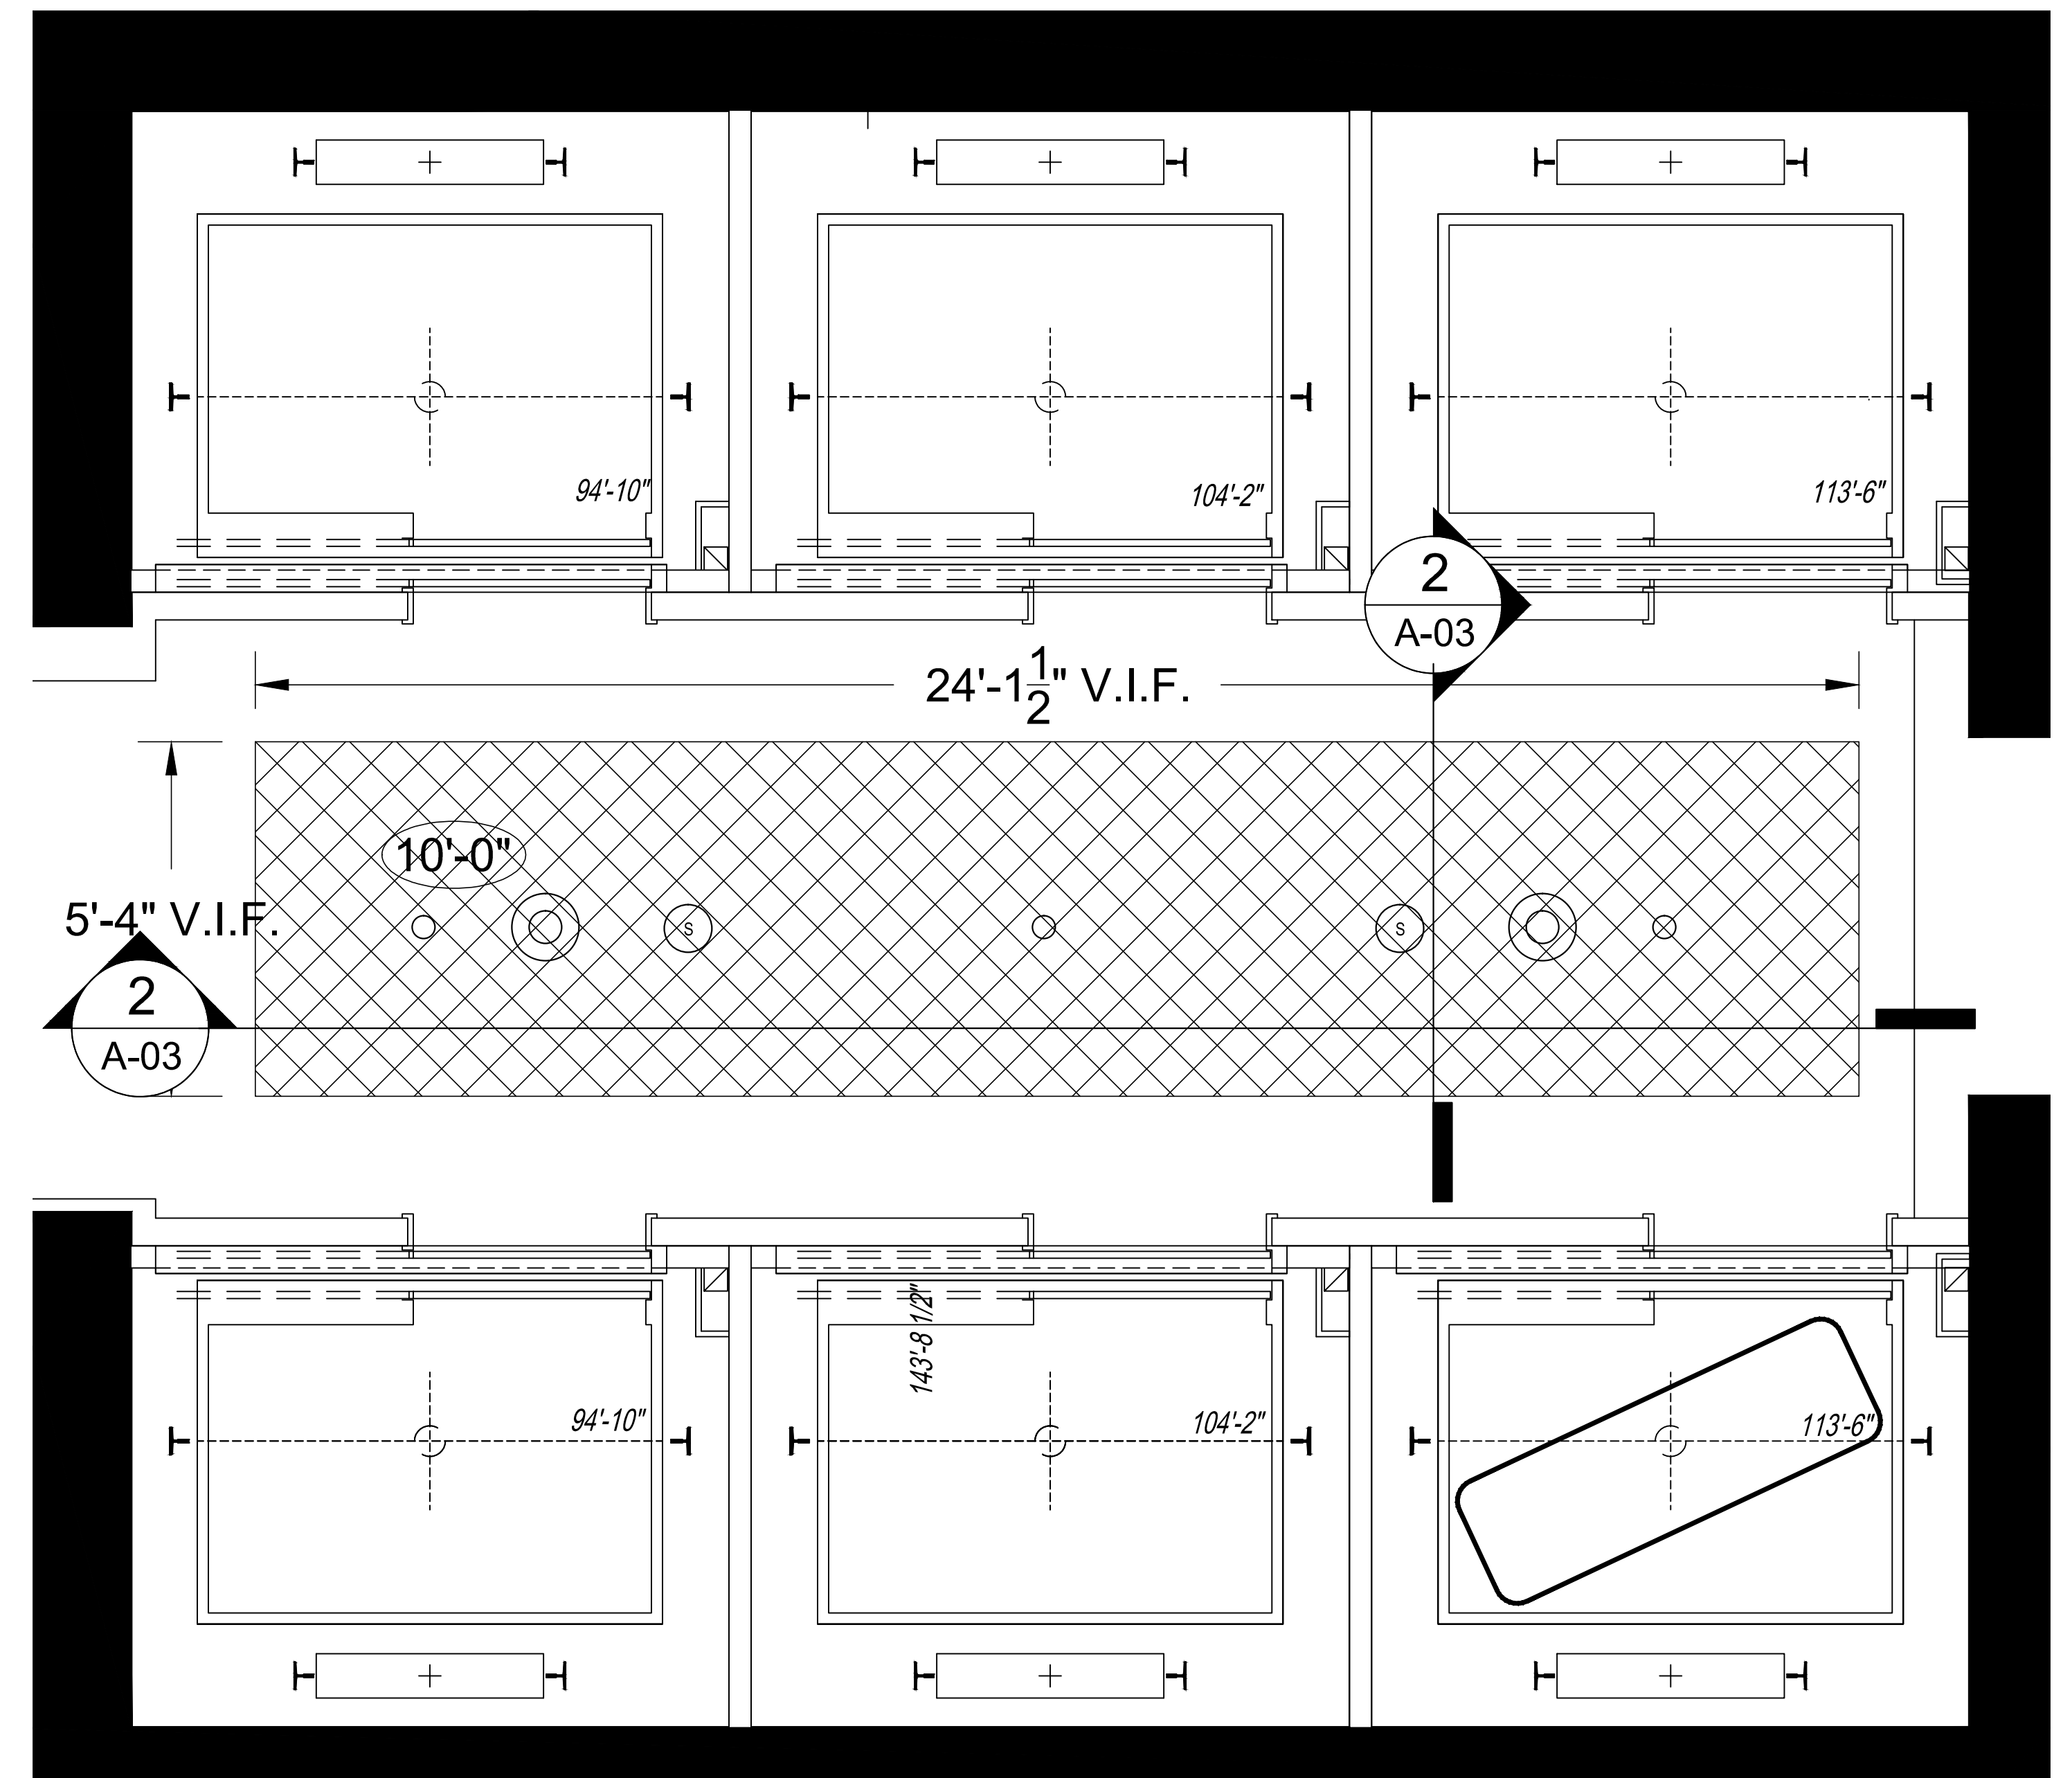 94'-10"
104'-2"
113'-6"
2
A-03
24'-1 1/2" V.I.F.
10'-0"
5'-4" V.I.F.
S
S
2
A-03
143'-8 1/2"
94'-10"
104'-2"
113'-6"